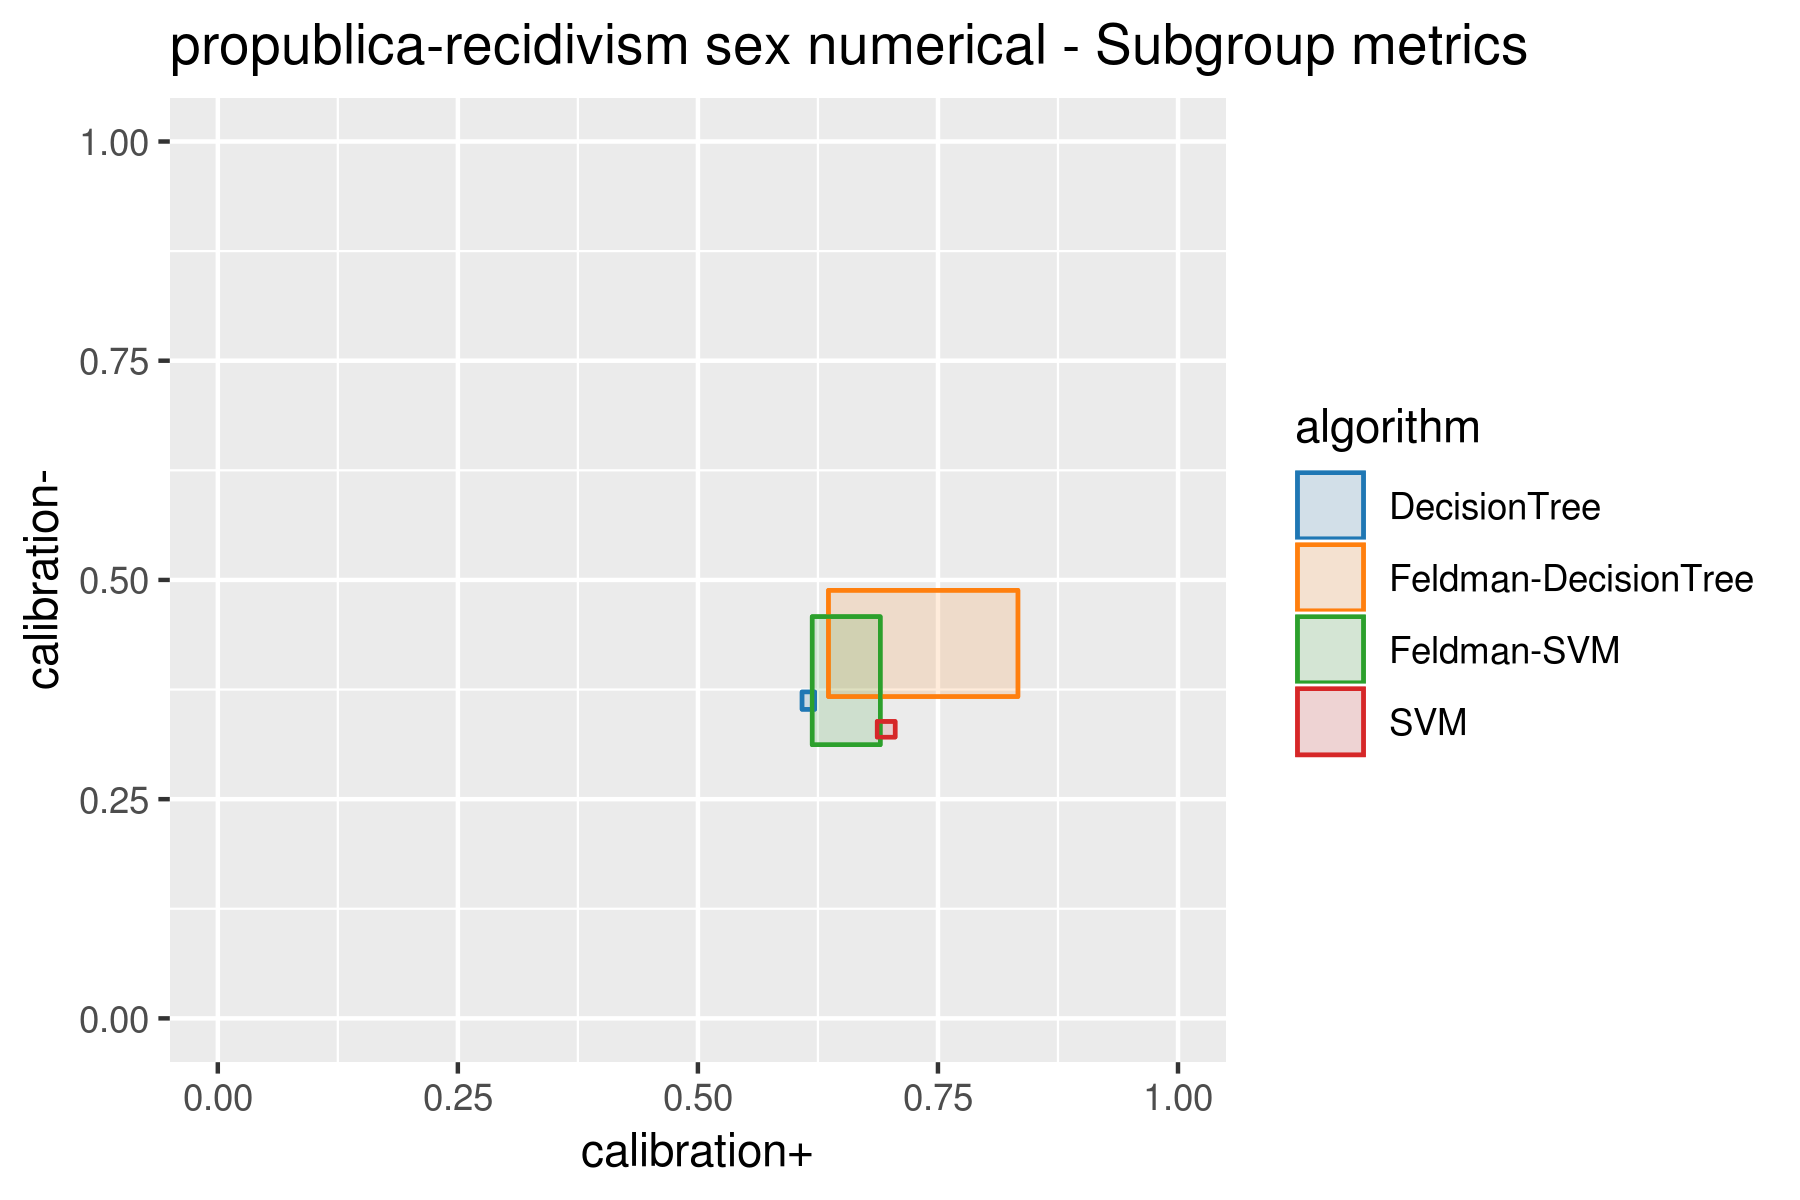 propublica-recidivism sex numerical - Subgroup metrics
1.00
0.75
0.50
0.25
0.00
calibration-
0.00 0.25 0.50 0.75 1.00
calibration+
algorithm
DecisionTree
Feldman-DecisionTree
Feldman-SVM
SVM